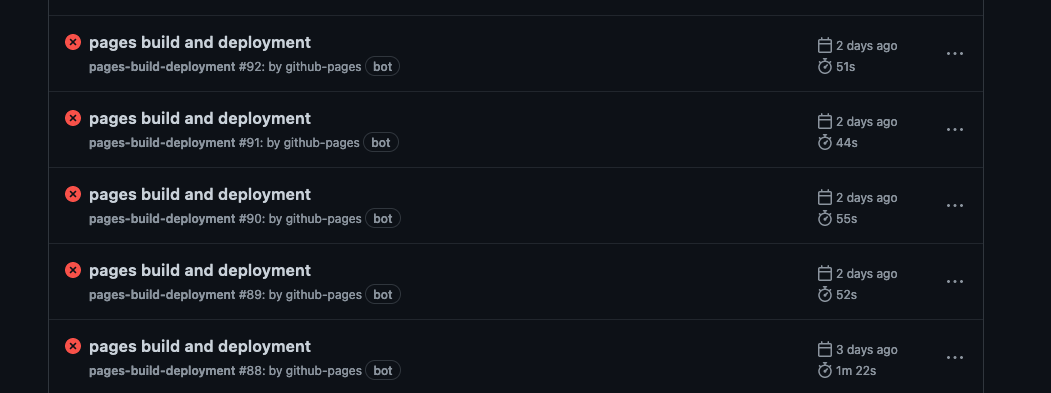 pages build and deployment
2 days ago
pages-build-deployment #92: by github-pages bot
51s
pages build and deployment
2 days ago
pages-build-deployment #91: by github-pages bot
44s
pages build and deployment
2 days ago
pages-build-deployment #90: by github-pages bot
55s
pages build and deployment
2 days ago
pages-build-deployment #89: by github-pages bot
52s
pages build and deployment
3 days ago
pages-build-deployment #88: by github-pages bot
1m 22s